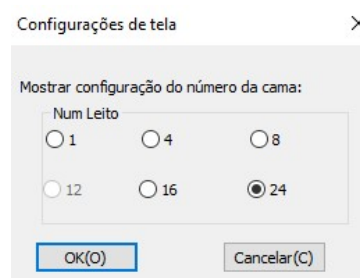 Configurações de tela
Mostrar configuração do número da cama:
Num Leito
1 4 8
12 16 24
OK(O) Cancelar(C)